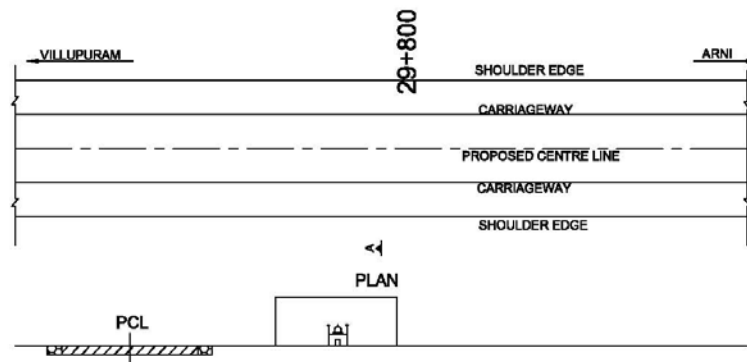 VILLUPURAM
29+800
ARNI
SHOULDER EDGE
CARRIAGEWAY
PROPOSED CENTRE LINE
CARRIAGEWAY
SHOULDER EDGE
A
PLAN
PCL